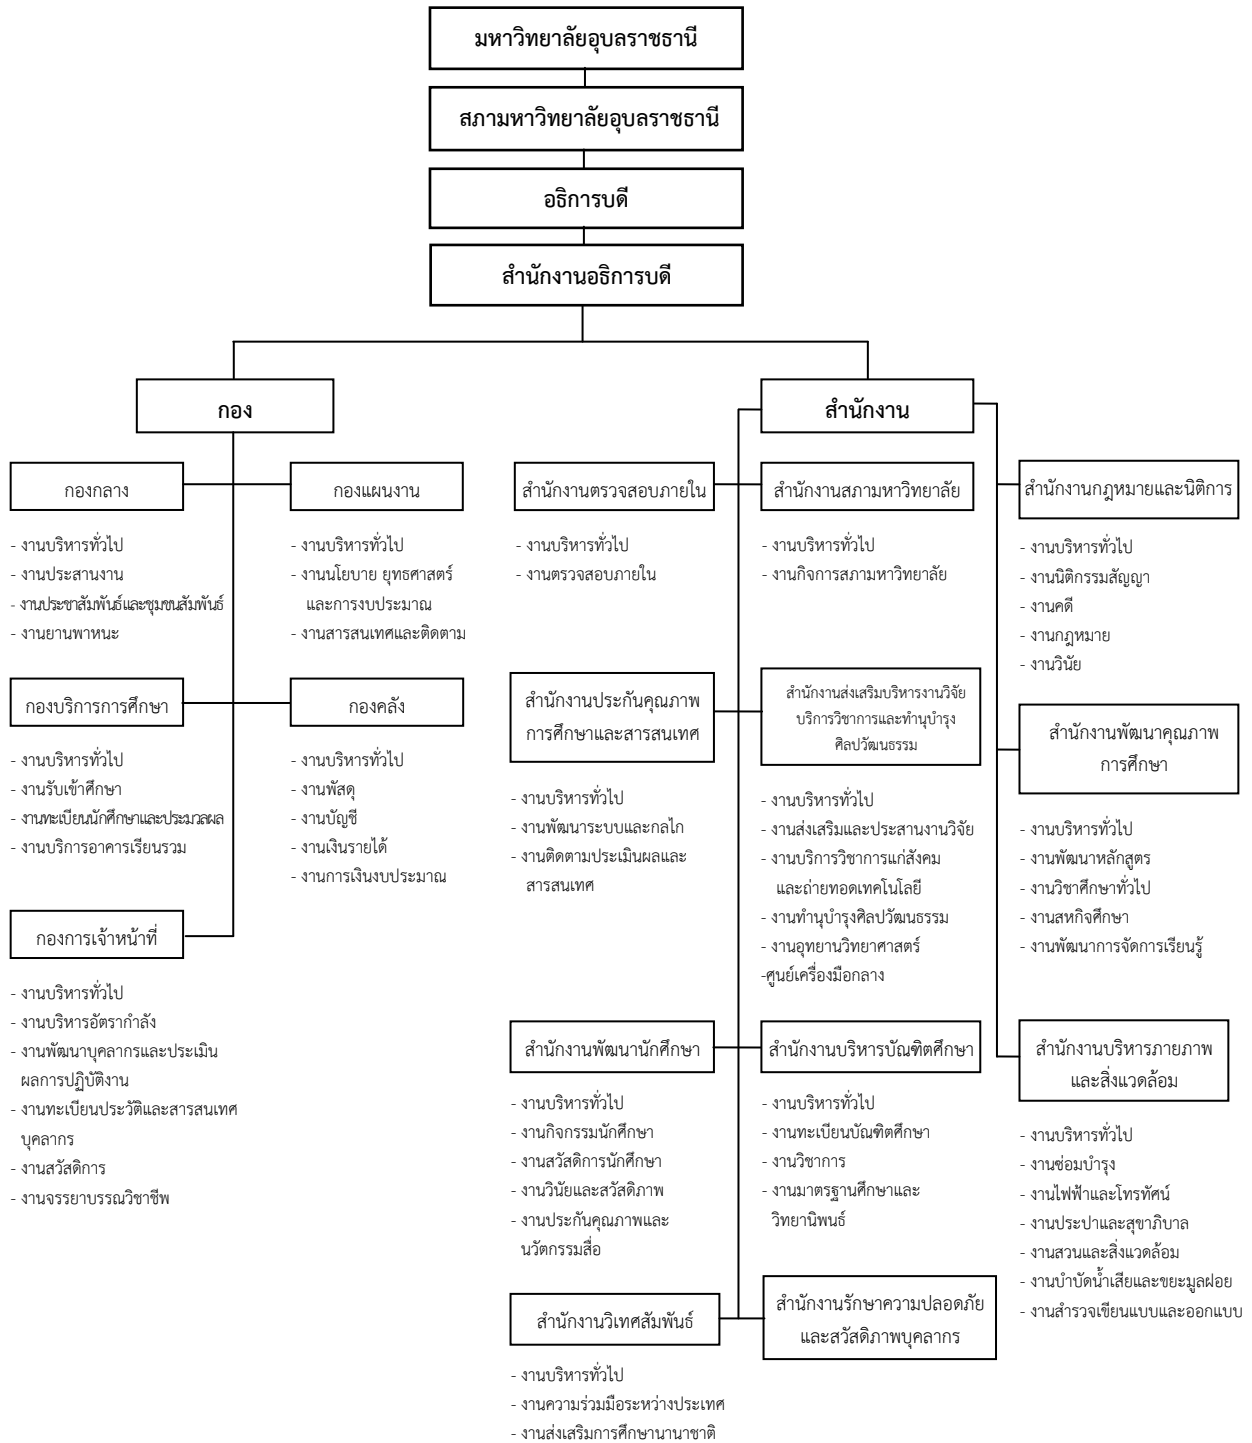 มหาวิทยาลัยอุบลราชธานี
สภามหาวิทยาลัยอุบลราชธานี
อธิการบดี
สำนักงานอธิการบดี
กอง
กองกลาง
- งานบริหารทั่วไป
- งานประสานงาน
- งานประชาสัมพันธ์และชุมชนสัมพันธ์
- งานยานพาหนะ
กองแผนงาน
- งานบริหารทั่วไป
- งานนโยบาย ยุทธศาสตร์
และการงบประมาณ
- งานสารสนเทศและติดตาม
กองบริการการศึกษา
- งานบริหารทั่วไป
- งานรับเข้าศึกษา
- งานทะเบียนนักศึกษาและประมวลผล
- งานบริการอาคารเรียนรวม
กองคลัง
- งานบริหารทั่วไป
- งานพัสดุ
- งานบัญชี
- งานเงินรายได้
- งานการเงินงบประมาณ
กองการเจ้าหน้าที่
- งานบริหารทั่วไป
- งานบริหารอัตรากำลัง
- งานพัฒนาบุคลากรและประเมิน
ผลการปฏิบัติงาน
- งานทะเบียนประวัติและสารสนเทศ
บุคลากร
- งานสวัสดิการ
- งานจรรยาบรรณวิชาชีพ
สำนักงาน
สำนักงานตรวจสอบภายใน
- งานบริหารทั่วไป
- งานตรวจสอบภายใน
สำนักงานสภามหาวิทยาลัย
- งานบริหารทั่วไป
- งานกิจการสภามหาวิทยาลัย
สำนักงานกฎหมายและนิติการ
- งานบริหารทั่วไป
- งานนิติกรรมสัญญา
- งานคดี
- งานกฎหมาย
- งานวินัย
สำนักงานประกันคุณภาพ
การศึกษาและสารสนเทศ
- งานบริหารทั่วไป
- งานพัฒนาระบบและกลไก
- งานติดตามประเมินผลและ
สารสนเทศ
สำนักงานส่งเสริมบริหารงานวิจัย
บริการวิชาการและทำนุบำรุง
ศิลปวัฒนธรรม
- งานบริหารทั่วไป
- งานส่งเสริมและประสานงานวิจัย
- งานบริการวิชาการแก่สังคม
และถ่ายทอดเทคโนโลยี
- งานทำนุบำรุงศิลปวัฒนธรรม
- งานอุทยานวิทยาศาสตร์
-ศูนย์เครื่องมือกลาง
สำนักงานพัฒนาคุณภาพ
การศึกษา
- งานบริหารทั่วไป
- งานพัฒนาหลักสูตร
- งานวิชาศึกษาทั่วไป
- งานสหกิจศึกษา
- งานพัฒนาการจัดการเรียนรู้
สำนักงานพัฒนานักศึกษา
- งานบริหารทั่วไป
- งานกิจกรรมนักศึกษา
- งานสวัสดิการนักศึกษา
- งานวินัยและสวัสดิภาพ
- งานประกันคุณภาพและ
นวัตกรรมสื่อ
สำนักงานบริหารบัณฑิตศึกษา
- งานบริหารทั่วไป
- งานทะเบียนบัณฑิตศึกษา
- งานวิชาการ
- งานมาตรฐานศึกษาและ
วิทยานิพนธ์
สำนักงานบริหารภายภาพ
และสิ่งแวดล้อม
- งานบริหารทั่วไป
- งานซ่อมบำรุง
- งานไฟฟ้าและโทรทัศน์
- งานประปาและสุขาภิบาล
- งานสวนและสิ่งแวดล้อม
- งานบำบัดน้ำเสียและขยะมูลฝอย
- งานสำรวจเขียนแบบและออกแบบ
สำนักงานวิเทศสัมพันธ์
- งานบริหารทั่วไป
- งานความร่วมมือระหว่างประเทศ
- งานส่งเสริมการศึกษานานาชาติ
สำนักงานรักษาความปลอดภัย
และสวัสดิภาพบุคลากร